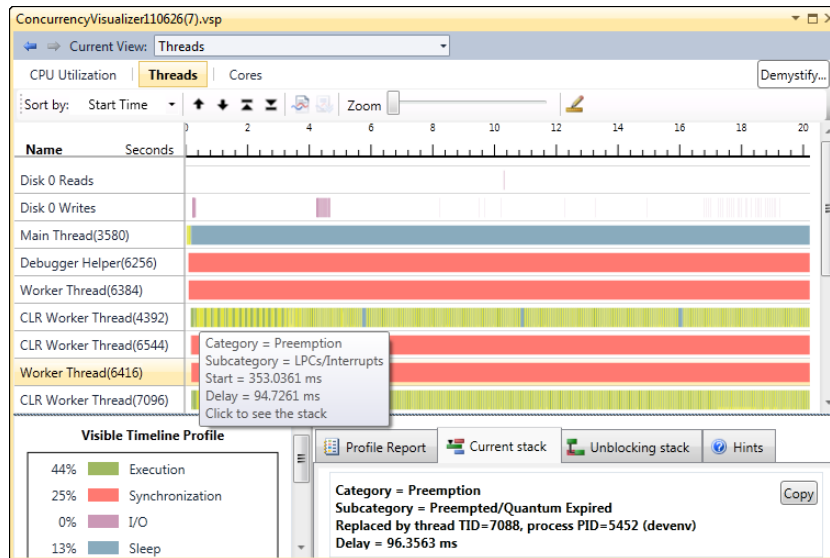 ConcurrencyVisualizer110626(7).vsp
Current View: Threads
CPU Utilization Threads Cores Demystify...
Sort by: Start Time Zoom
0 2 4 6 8 10 12 14 16 18 20
Name Seconds
Disk 0 Reads
Disk 0 Writes
Main Thread(3580)
Debugger Helper(6256)
Worker Thread(6384)
CLR Worker Thread(4392)
CLR Worker Thread(6544)
Worker Thread(6416)
CLR Worker Thread(7096)
Category = Preemption
Subcategory = LPCs/Interrupts
Start = 353.0361 ms
Delay = 94.7261 ms
Click to see the stack
Visible Timeline Profile
44% Execution
25% Synchronization
0% I/O
13% Sleep
Profile Report Current stack Unblocking stack Hints
Category = Preemption
Subcategory = Preempted/Quantum Expired
Replaced by thread TID=7088, process PID=5452 (devenv)
Delay = 96.3563 ms
Copy